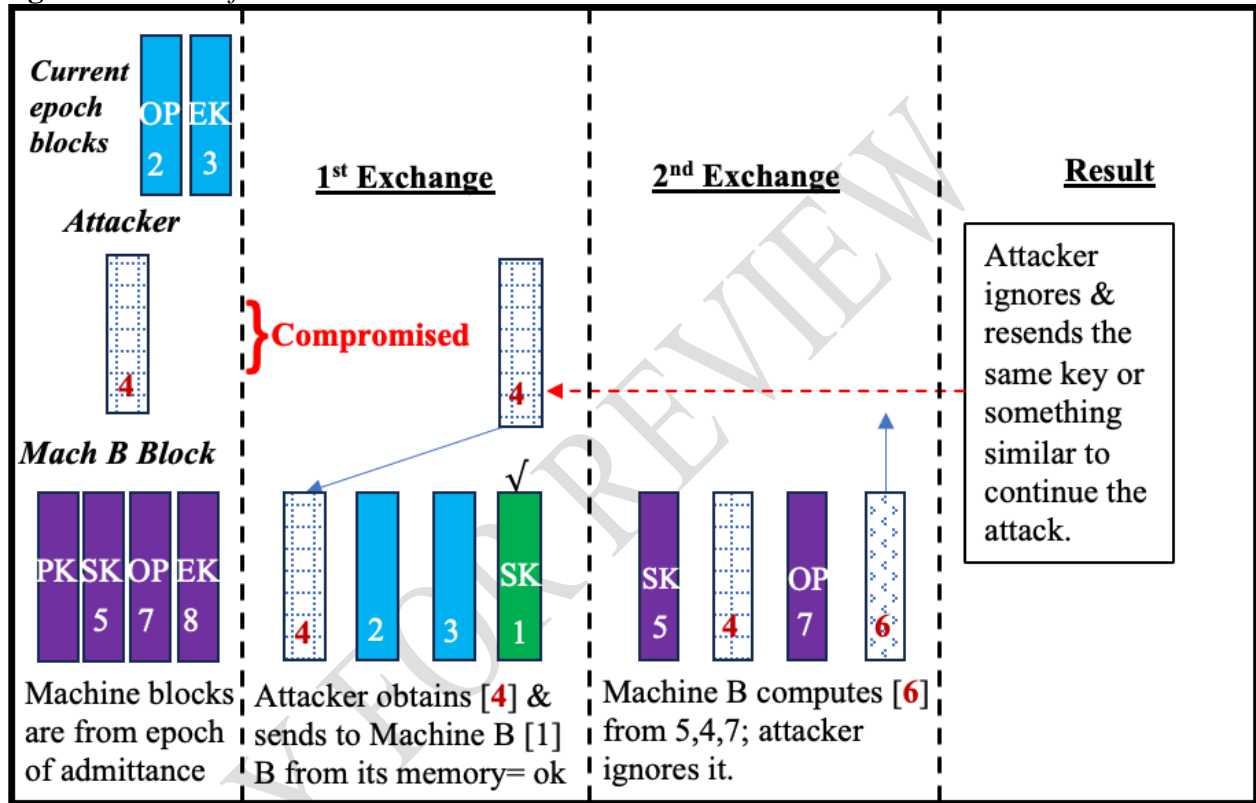 Current
epoch
blocks
OP
2
EK
3
Attacker
4
Mach B Block
PK
SK
5
OP
7
EK
8
Machine blocks
are from epoch
of admittance
1st Exchange
Compromised
4
√
4
2
3
SK
1
Attacker obtains [4] &
sends to Machine B [1]
B from its memory= ok
2nd Exchange
SK
5
4
OP
7
6
Machine B computes [6]
from 5,4,7; attacker
ignores it.
Result
Attacker
ignores &
resends the
same key or
something
similar to
continue the
attack.
Y FOR REVIEW